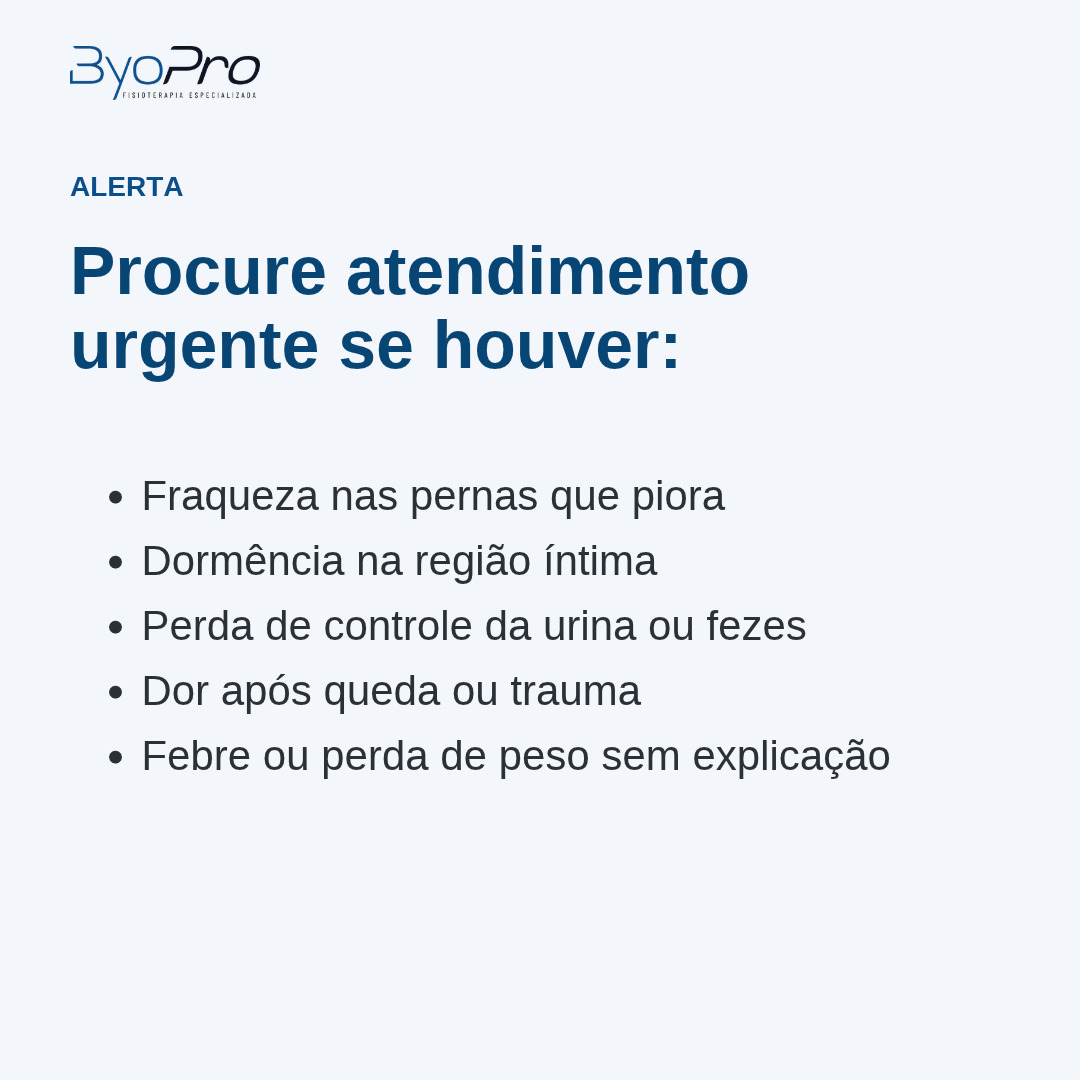 ByoPro
FISIOTERAPIA ESPECIALIZADA
ALERTA
Procure atendimento
urgente se houver:
• Fraqueza nas pernas que piora
• Dormência na região íntima
• Perda de controle da urina ou fezes
• Dor após queda ou trauma
• Febre ou perda de peso sem explicação